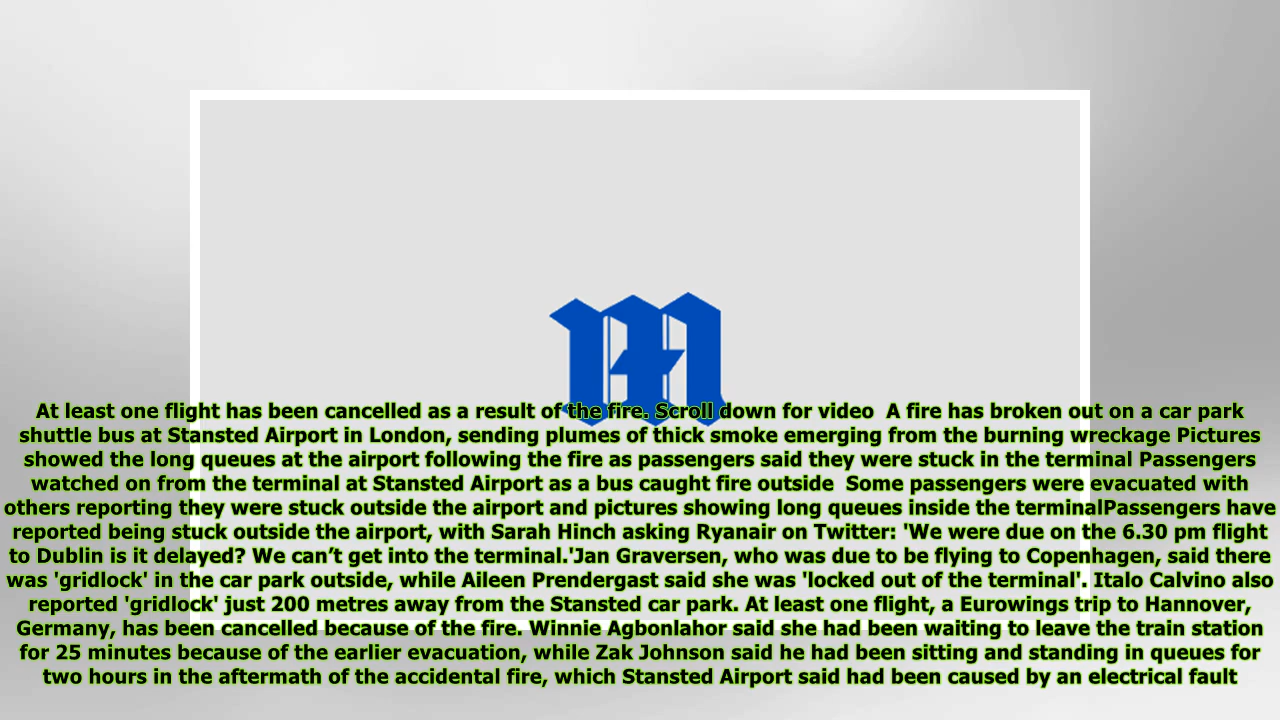 At least one flight has been cancelled as a result of the fire. Scroll down for video  A fire has broken out on a car park
shuttle bus at Stansted Airport in London, sending plumes of thick smoke emerging from the burning wreckage Pictures
showed the long queues at the airport following the fire as passengers said they were stuck in the terminal Passengers
watched on from the terminal at Stansted Airport as a bus caught fire outside  Some passengers were evacuated with
others reporting they were stuck outside the airport and pictures showing long queues inside the terminalPassengers have
reported being stuck outside the airport, with Sarah Hinch asking Ryanair on Twitter: 'We were due on the 6.30 pm flight
to Dublin is it delayed? We can’t get into the terminal.'Jan Graversen, who was due to be flying to Copenhagen, said there
was 'gridlock' in the car park outside, while Aileen Prendergast said she was 'locked out of the terminal'. Italo Calvino also
reported 'gridlock' just 200 metres away from the Stansted car park. At least one flight, a Eurowings trip to Hannover,
Germany, has been cancelled because of the fire. Winnie Agbonlahor said she had been waiting to leave the train station
for 25 minutes because of the earlier evacuation, while Zak Johnson said he had been sitting and standing in queues for
two hours in the aftermath of the accidental fire, which Stansted Airport said had been caused by an electrical fault